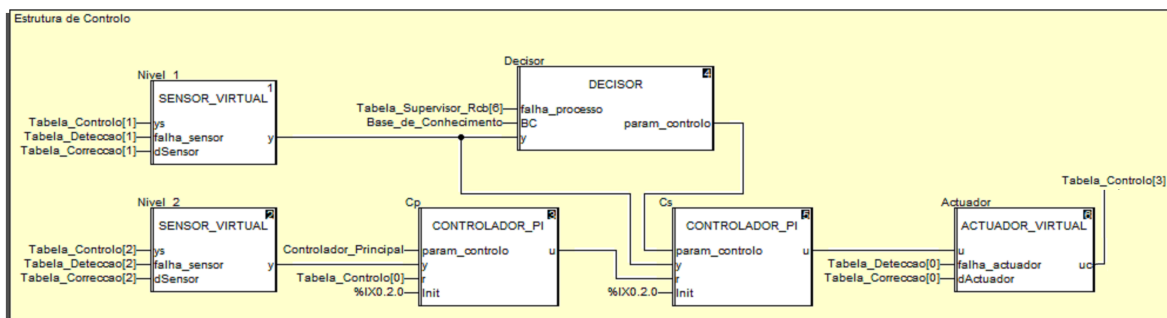 Estrutura de Controlo
Nivel_1
1
SENSOR_VIRTUAL
Tabela_Controlo[1] ys
Tabela_Deteccao[1] falha_sensor y
Tabela_Correccao[1] dSensor
Decisor
4
DECISOR
Tabela_Supervisor_Rcb[6] falha_processo
Base_de_Conhecimento BC param_controlo
y
Nivel_2
2
SENSOR_VIRTUAL
Tabela_Controlo[2] ys
Tabela_Deteccao[2] falha_sensor y
Tabela_Correccao[2] dSensor
Cp
3
CONTROLADOR_PI
Controlador_Principal param_controlo u
y
Tabela_Controlo[0] r
%IX0.2.0 Init
Cs
5
CONTROLADOR_PI
param_controlo u
y
r
%IX0.2.0 Init
Tabela_Controlo[3]
Actuador
6
ACTUADOR_VIRTUAL
u
Tabela_Deteccao[0] falha_actuador uc
Tabela_Correccao[0] dActuador